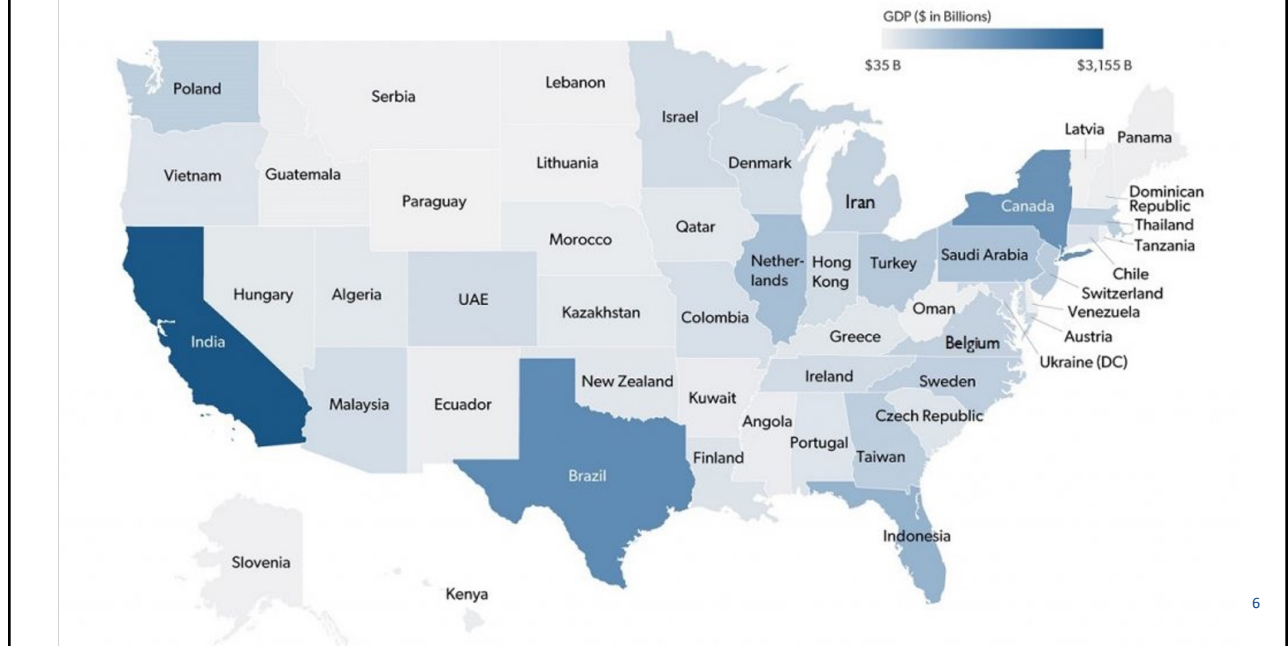 GDP ($ in Billions)
$35 B
$3,155 B
Poland
Serbia
Lebanon
Israel
Latvia
Panama
Vietnam
Guatemala
Lithuania
Denmark
Paraguay
Iran
Canada
Dominican
Republic
Thailand
Tanzania
Morocco
Qatar
Nether-
lands
Hong
Kong
Turkey
Saudi Arabia
Chile
Switzerland
Venezuela
Hungary
Algeria
UAE
Kazakhstan
Colombia
Oman
Austria
India
Greece
Belgium
Ukraine (DC)
Malaysia
Ecuador
New Zealand
Ireland
Sweden
Kuwait
Angola
Czech Republic
Portugal
Taiwan
Brazil
Finland
Indonesia
Slovenia
Kenya
6